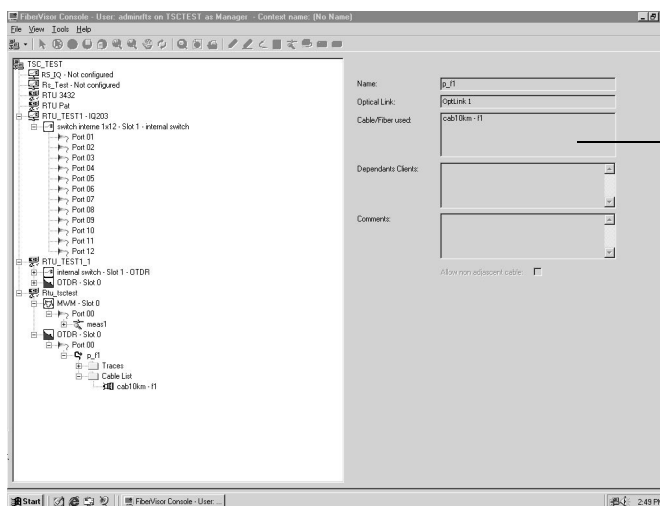 FiberVisor Console - User: adminsfts on TSCTEST as Manager - Context name: (No Name)
File View Tools Help
TSC_TEST
RS_IQ - Not configured
Rs_Test - Not configured
RTU 3432
RTU Pat
RTU_TEST1 - IQ203
switch interne 1x12 - Slot 1 - internal switch
Port 01
Port 02
Port 03
Port 04
Port 05
Port 06
Port 07
Port 08
Port 09
Port 10
Port 11
Port 12
RTU_TEST1_1
internal switch - Slot 1 - OTDR
OTDR - Slot 0
Rtu_tsctest
MWM - Slot 0
Port 00
meas1
OTDR - Slot 0
Port 00
p_f1
Traces
Cable List
cab10km - f1
Name: p_f1
Optical Link: OptLink 1
Cable/Fiber used: cab10km - f1
Dependants Clients:
Comments:
Allow non adjascent cable:
Start FiberVisor Console - User: ... 2:49 PM